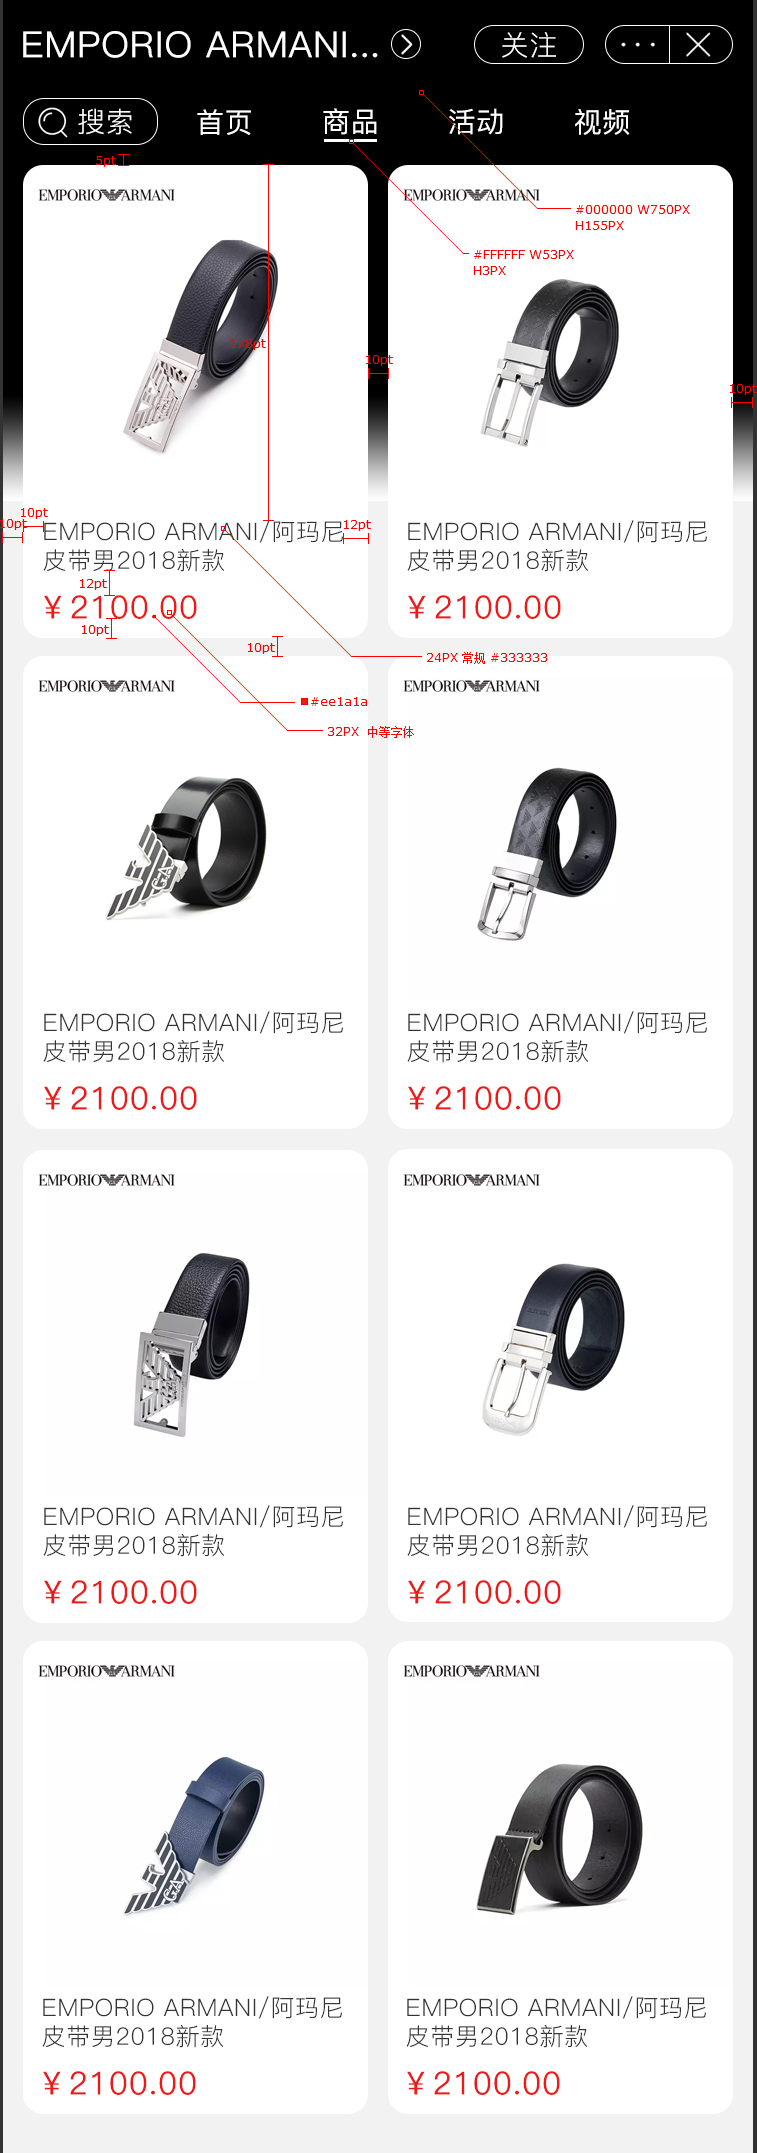 EMPORIO ARMANI...
关注
搜索
首页
商品
活动
视频
5pt
EMPORIO ARMANI
EMPORIO ARMANI
#000000 W750PX
H155PX
#FFFFFF W53PX
H3PX
10pt
10pt
10pt
10pt
12pt
EMPORIO ARMANI/阿玛尼
皮带男2018新款
¥2100.00
EMPORIO ARMANI/阿玛尼
皮带男2018新款
¥2100.00
12pt
10pt
10pt
24PX 常规 #333333
#ee1a1a
32PX 中等字体
EMPORIO ARMANI
EMPORIO ARMANI
EMPORIO ARMANI/阿玛尼
皮带男2018新款
¥2100.00
EMPORIO ARMANI/阿玛尼
皮带男2018新款
¥2100.00
EMPORIO ARMANI
EMPORIO ARMANI
EMPORIO ARMANI/阿玛尼
皮带男2018新款
¥2100.00
EMPORIO ARMANI/阿玛尼
皮带男2018新款
¥2100.00
EMPORIO ARMANI
EMPORIO ARMANI
EMPORIO ARMANI/阿玛尼
皮带男2018新款
¥2100.00
EMPORIO ARMANI/阿玛尼
皮带男2018新款
¥2100.00